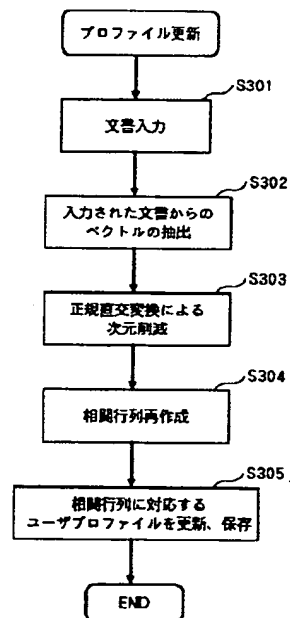 プロファイル更新
S301
文書入力
S302
入力された文書からの
ベクトルの抽出
S303
正規直交変換による
次元削減
S304
相関行列再作成
S305
相関行列に対応する
ユーザプロファイルを更新、保存
END